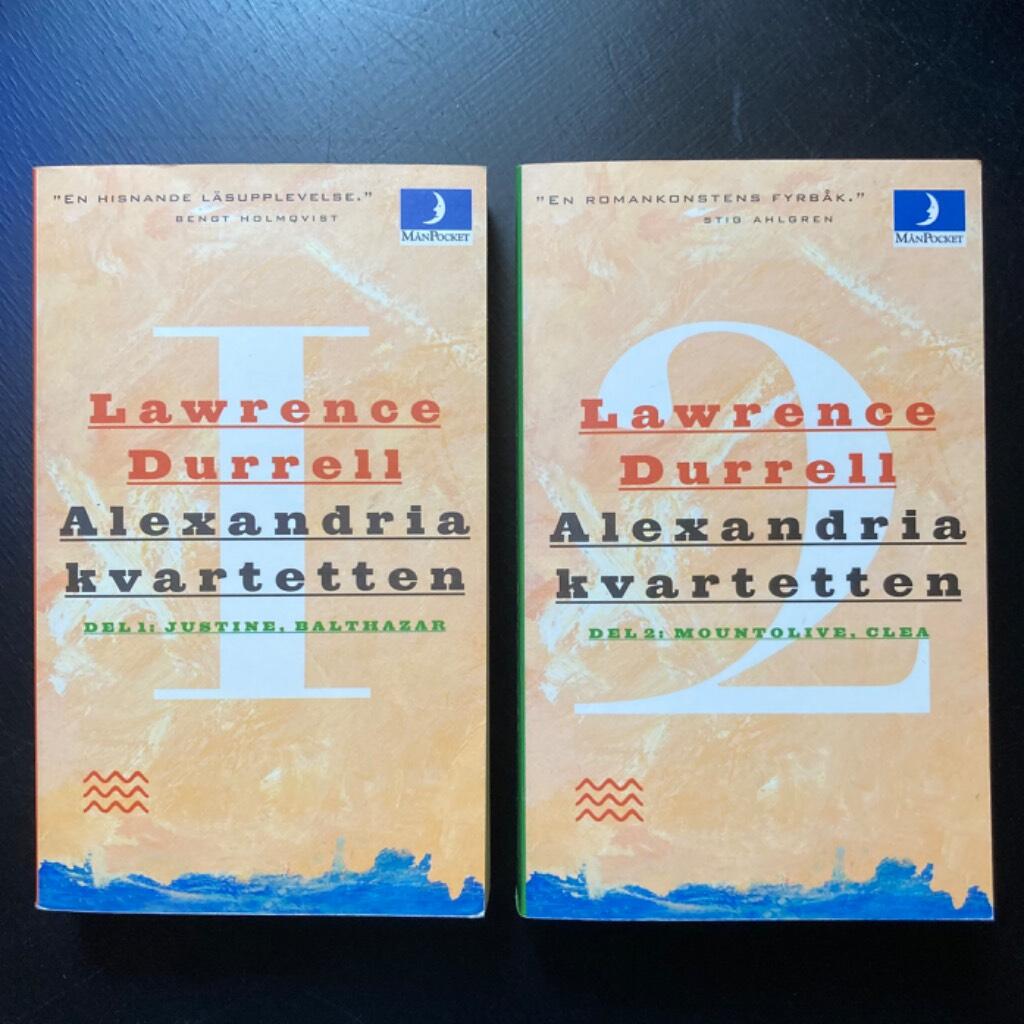 "En hisnande läsupplevelse."
Bengt Holmqvist
MånPocket
I
Lawrence
Durrell
Alexandria
kvartetten
DEL 1: JUSTINE, BALTHAZAR
"En romankonstens fyrbåk."
Stig Ahlgren
MånPocket
2
Lawrence
Durrell
Alexandria
kvartetten
DEL 2: MOUNTOLIVE, CLEA